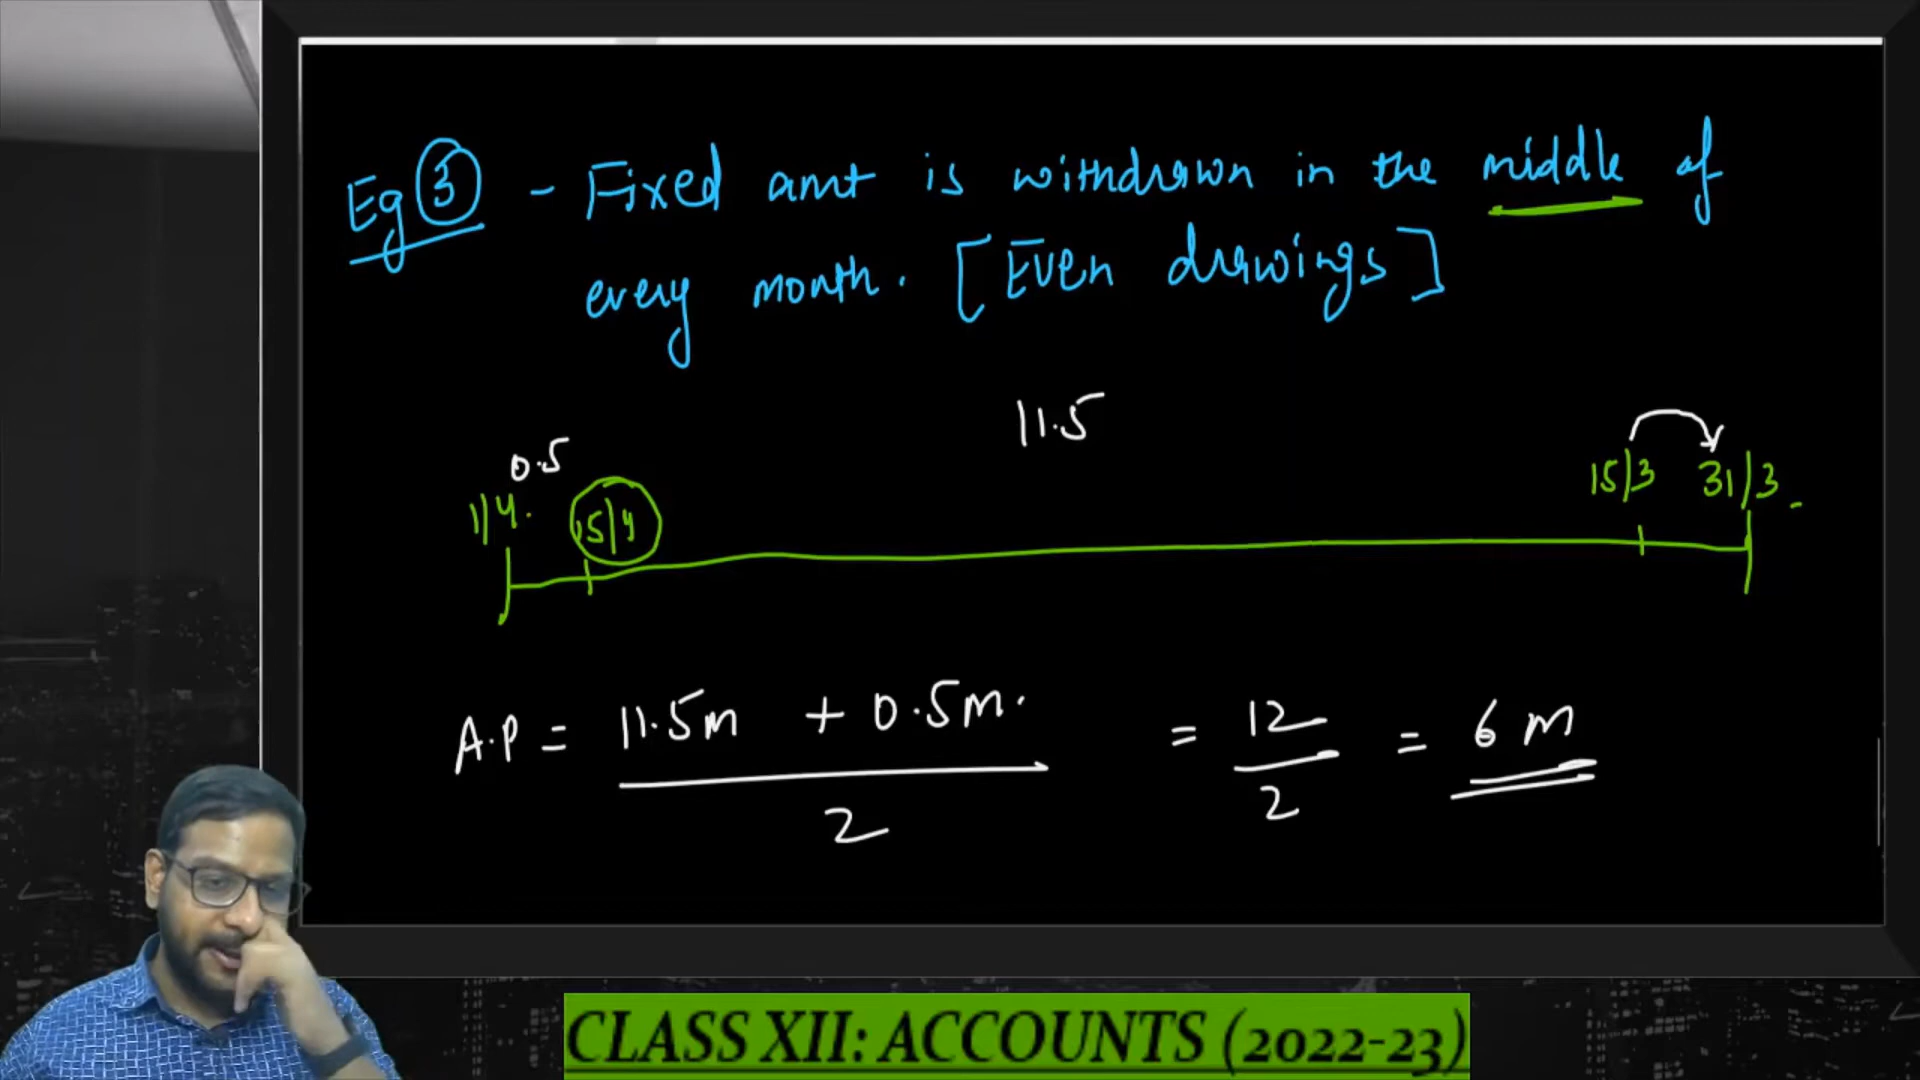 Eg ③ - Fixed amt is withdrawn in the middle of
every month. [Even drawings]
11.5
0.5
1/4. 15/4 15/3 31/3
A.P = 11.5m + 0.5m. = 12 = 6 m
2 2
CLASS XII: ACCOUNTS (2022-23)